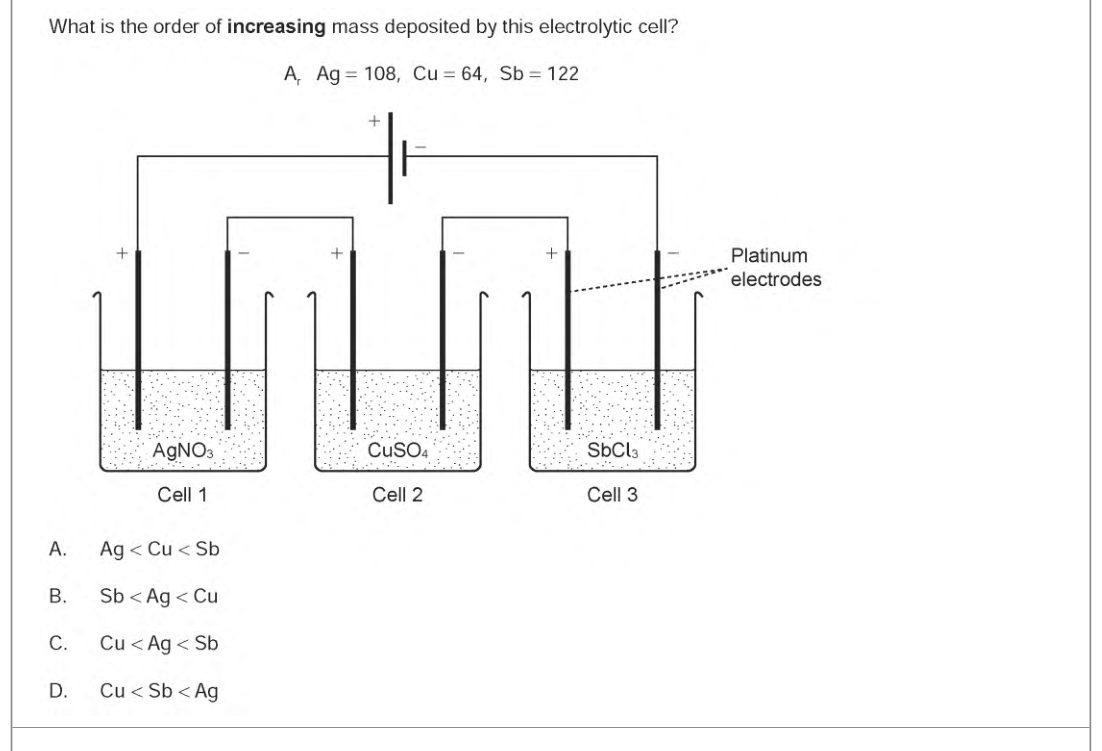 What is the order of increasing mass deposited by this electrolytic cell?
Aᵣ Ag = 108, Cu = 64, Sb = 122
+
−
+ − + − + −
Platinum
electrodes
AgNO₃ CuSO₄ SbCl₃
Cell 1 Cell 2 Cell 3
A. Ag < Cu < Sb
B. Sb < Ag < Cu
C. Cu < Ag < Sb
D. Cu < Sb < Ag